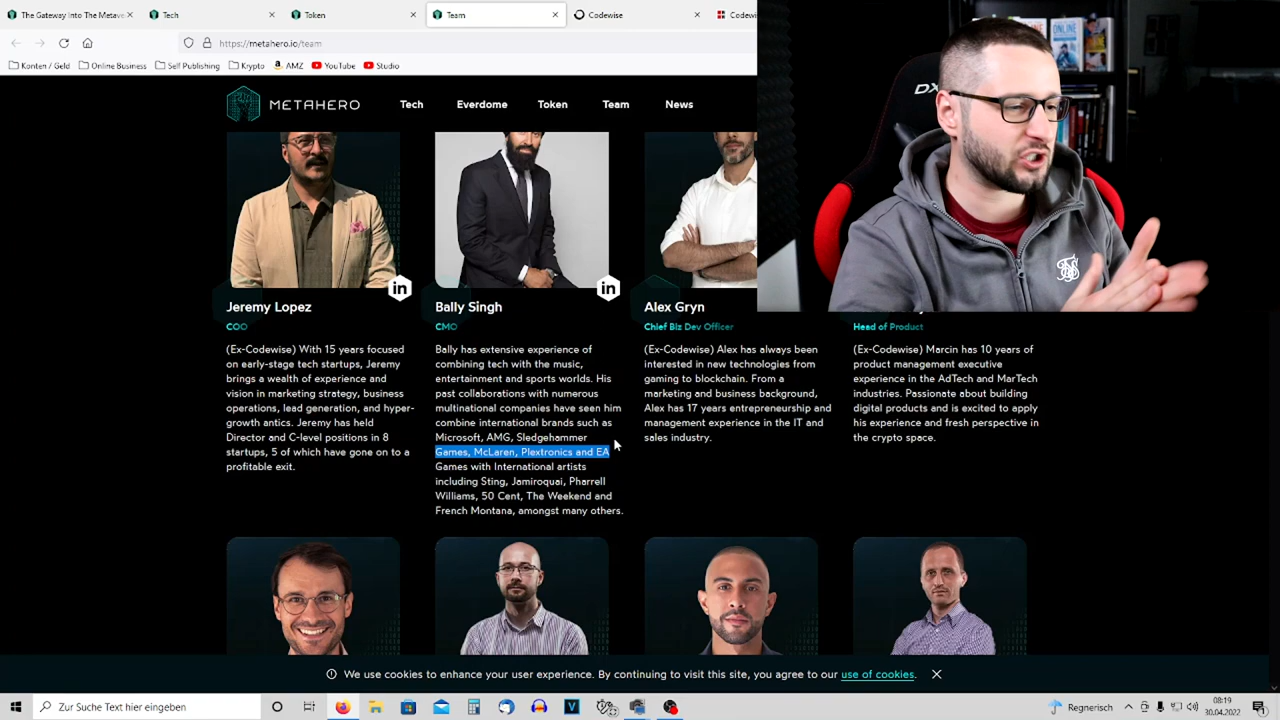 The Gateway Into The Metave
Tech
Token
Team
Codewise
Codewi
https://metahero.io/team
Konten / Geld
Online Business
Self Publishing
Krypto
AMZ
YouTube
Studio
METAHERO
Tech
Everdome
Token
Team
News
DX
ONLINE
Jeremy Lopez
COO
(Ex-Codewise) With 15 years focused
on early-stage tech startups, Jeremy
brings a wealth of experience and
vision in marketing strategy, business
operations, lead generation, and hyper-
growth antics. Jeremy has held
Director and C-level positions in 8
startups, 5 of which have gone on to a
profitable exit.
in
Bally Singh
CMO
Bally has extensive experience of
combining tech with the music,
entertainment and sports worlds. His
past collaborations with numerous
multinational companies have seen him
combine international brands such as
Microsoft, AMG, Sledgehammer
Games, McLaren, Plextronics and EA
Games with International artists
including Sting, Jamiroquai, Pharrell
Williams, 50 Cent, The Weekend and
French Montana, amongst many others.
in
Alex Gryn
Chief Biz Dev Officer
(Ex-Codewise) Alex has always been
interested in new technologies from
gaming to blockchain. From a
marketing and business background,
Alex has 17 years entrepreneurship and
management experience in the IT and
sales industry.
Head of Product
(Ex-Codewise) Marcin has 10 years of
product management executive
experience in the AdTech and MarTech
industries. Passionate about building
digital products and is excited to apply
his experience and fresh perspective in
the crypto space.
We use cookies to enhance your user experience. By continuing to visit this site, you agree to our use of cookies.
Zur Suche Text hier eingeben
Regnerisch
08:19
30.04.2022